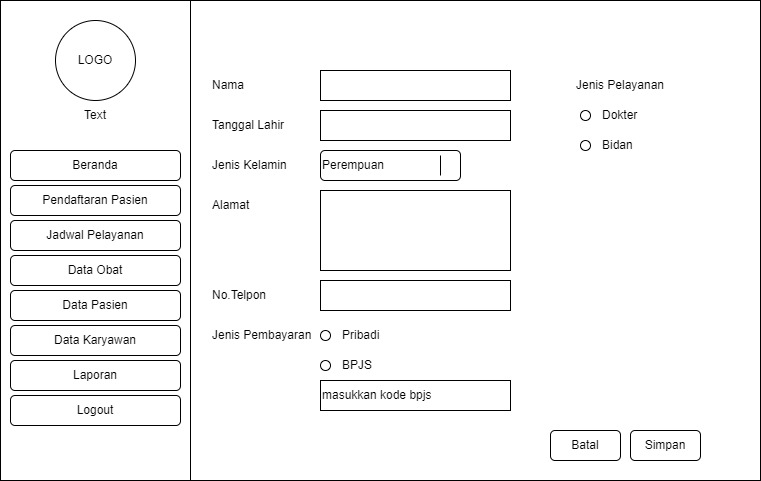 LOGO
Text
Beranda
Pendaftaran Pasien
Jadwal Pelayanan
Data Obat
Data Pasien
Data Karyawan
Laporan
Logout
Nama
Tanggal Lahir
Jenis Kelamin
Perempuan
Alamat
No.Telpon
Jenis Pembayaran
Pribadi
BPJS
masukkan kode bpjs
Jenis Pelayanan
Dokter
Bidan
Batal
Simpan